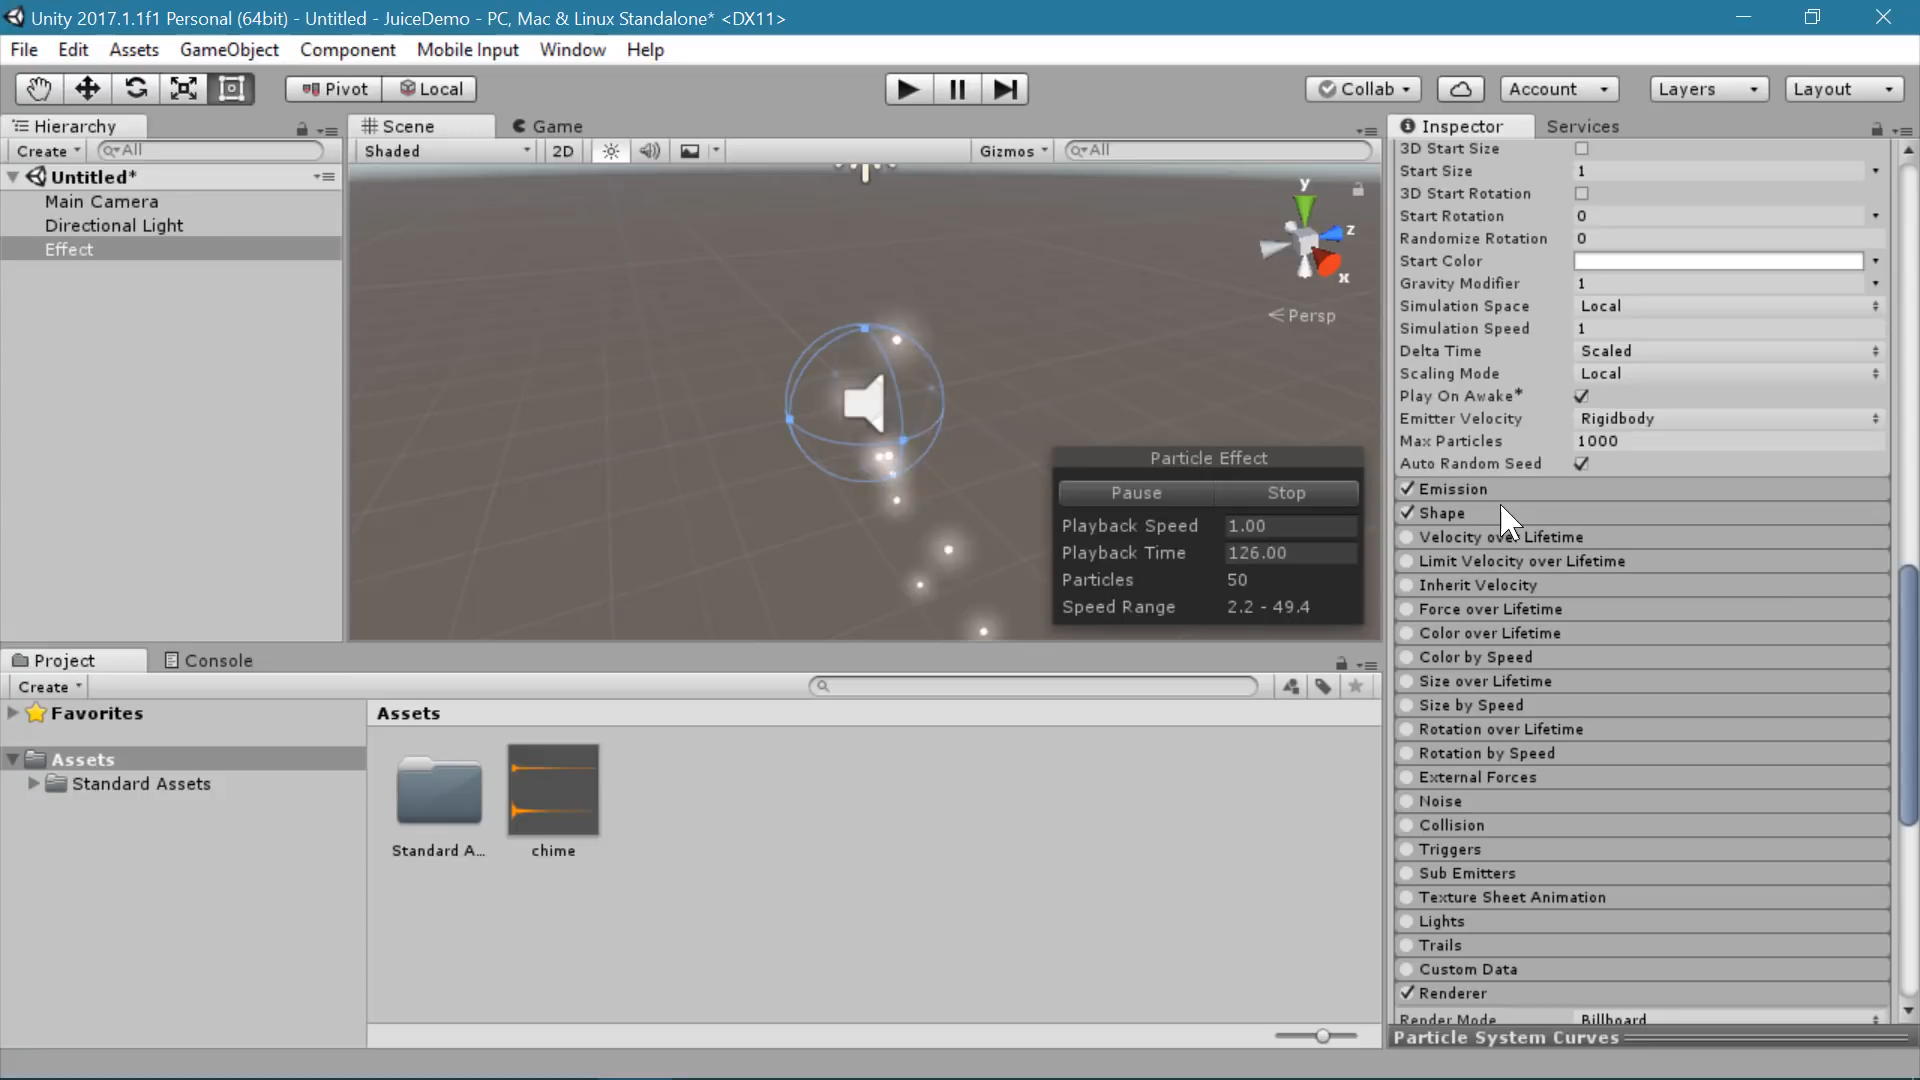 Unity 2017.1.1f1 Personal (64bit) - Untitled - JuiceDemo - PC, Mac & Linux Standalone* <DX11>
File Edit Assets GameObject Component Mobile Input Window Help
Pivot Local Collab Account Layers Layout
Hierarchy
Create All
Untitled*
Main Camera
Directional Light
Effect
Scene Game
Shaded 2D Gizmos All
y
z
x
Persp
Particle Effect
Pause Stop
Playback Speed 1.00
Playback Time 126.00
Particles 50
Speed Range 2.2 - 49.4
Inspector Services
3D Start Size
Start Size 1
3D Start Rotation
Start Rotation 0
Randomize Rotation 0
Start Color
Gravity Modifier 1
Simulation Space Local
Simulation Speed 1
Delta Time Scaled
Scaling Mode Local
Play On Awake*
Emitter Velocity Rigidbody
Max Particles 1000
Auto Random Seed
Emission
Shape
Velocity over Lifetime
Limit Velocity over Lifetime
Inherit Velocity
Force over Lifetime
Color over Lifetime
Color by Speed
Size over Lifetime
Size by Speed
Rotation over Lifetime
Rotation by Speed
External Forces
Noise
Collision
Triggers
Sub Emitters
Texture Sheet Animation
Lights
Trails
Custom Data
Renderer
Render Mode Billboard
Particle System Curves
Project Console
Create
Favorites
Assets
Standard Assets
Assets
Standard A...
chime